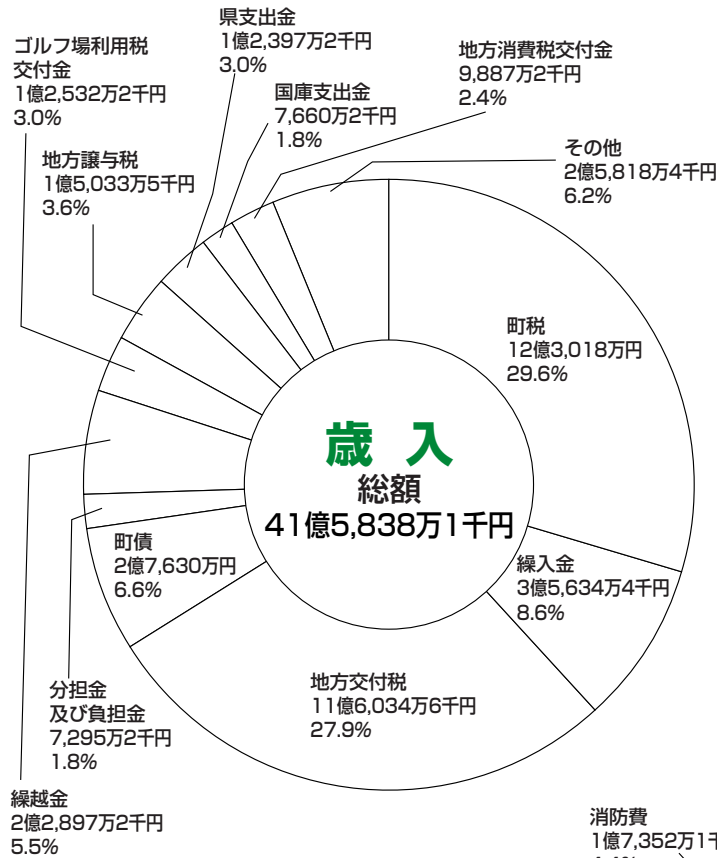 県支出金
1億2,397万2千円
3.0%
ゴルフ場利用税
交付金
1億2,532万2千円
3.0%
地方消費税交付金
9,887万2千円
2.4%
国庫支出金
7,660万2千円
1.8%
その他
2億5,818万4千円
6.2%
地方譲与税
1億5,033万5千円
3.6%
町税
12億3,018万円
29.6%
歳 入
総額
41億5,838万1千円
町債
2億7,630万円
6.6%
繰入金
3億5,634万4千円
8.6%
地方交付税
11億6,034万6千円
27.9%
分担金
及び負担金
7,295万2千円
1.8%
繰越金
2億2,897万2千円
5.5%
消防費
1億7,352万1千